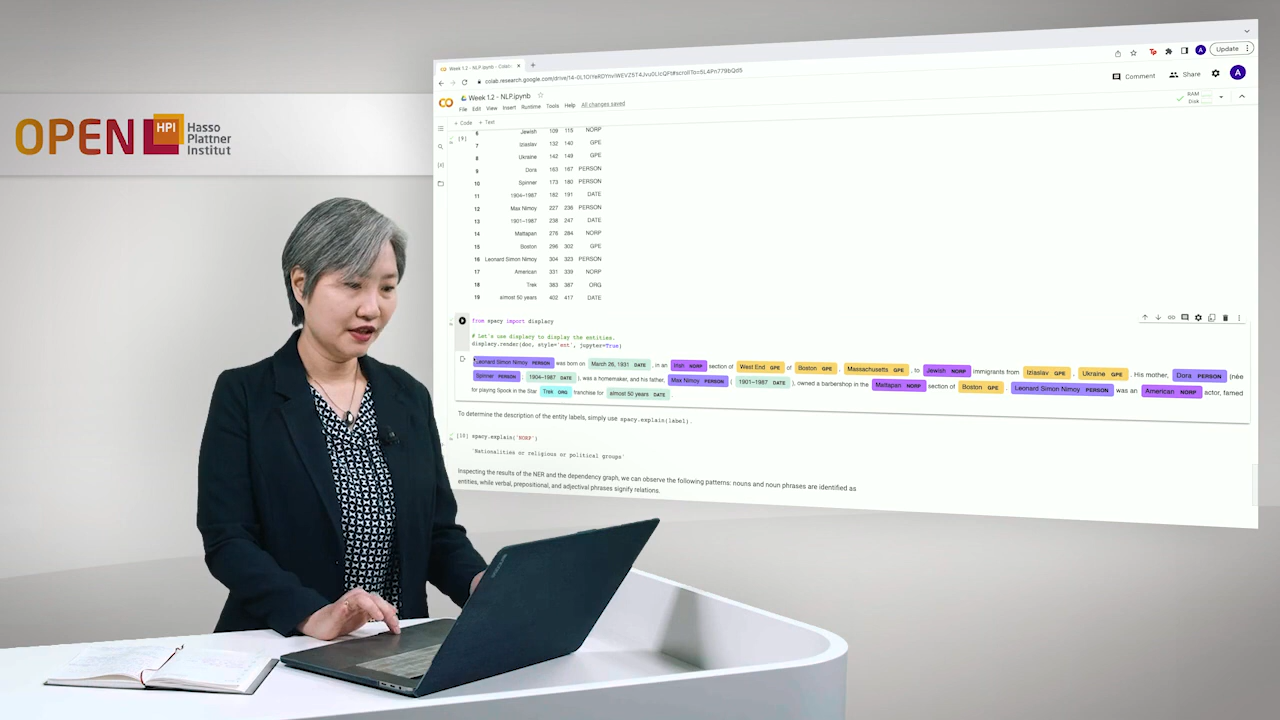 OPEN HPI Hasso
Plattner
Institut
Week 1.2 - NLP.ipynb - Colab
Update
Week 1.2 - NLP.ipynb
Comment
Share
A
File Edit View Insert Runtime Tools Help All changes saved
RAM
Disk
+ Code + Text
[9]
6 Jewish 109 115 NORP
7 Iziaslav 132 140 GPE
8 Ukraine 142 149 GPE
9 Dora 163 167 PERSON
10 Spinner 173 180 PERSON
11 1904–1987 182 191 DATE
12 Max Nimoy 227 236 PERSON
13 1901–1987 238 247 DATE
14 Mattapan 276 284 NORP
15 Boston 296 302 GPE
16 Leonard Simon Nimoy 304 323 PERSON
17 American 331 339 NORP
18 Trek 383 387 ORG
19 almost 50 years 402 417 DATE
from spacy import displacy
# Let's use displacy to display the entities.
displacy.render(doc, style='ent', jupyter=True)
Leonard Simon Nimoy PERSON was born on March 26, 1931 DATE , in an Irish NORP section of West End GPE of Boston GPE , Massachusetts GPE , to Jewish NORP immigrants from Iziaslav GPE , Ukraine GPE . His mother, Dora PERSON (née
Spinner PERSON , 1904–1987 DATE ), was a homemaker, and his father, Max Nimoy PERSON ( 1901–1987 DATE ), owned a barbershop in the Mattapan NORP section of Boston GPE . Leonard Simon Nimoy PERSON was an American NORP actor, famed
for playing Spock in the Star Trek ORG franchise for almost 50 years DATE .
To determine the description of the entity labels, simply use spacy.explain(label).
[10] spacy.explain('NORP')
'Nationalities or religious or political groups'
Inspecting the results of the NER and the dependency graph, we can observe the following patterns: nouns and noun phrases are identified as
entities, while verbal, prepositional, and adjectival phrases signify relations.